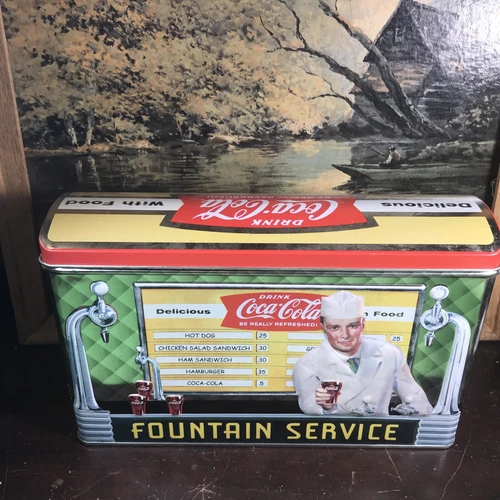 Delicious
DRINK
Coca-Cola
With Food
Delicious
DRINK
Coca-Cola
Food
BE REALLY REFRESHED!
HOT DOG 25
CHICKEN SALAD SANDWICH 30
HAM SANDWICH 30
HAMBURGER 35
COCA-COLA .5
25
FOUNTAIN SERVICE